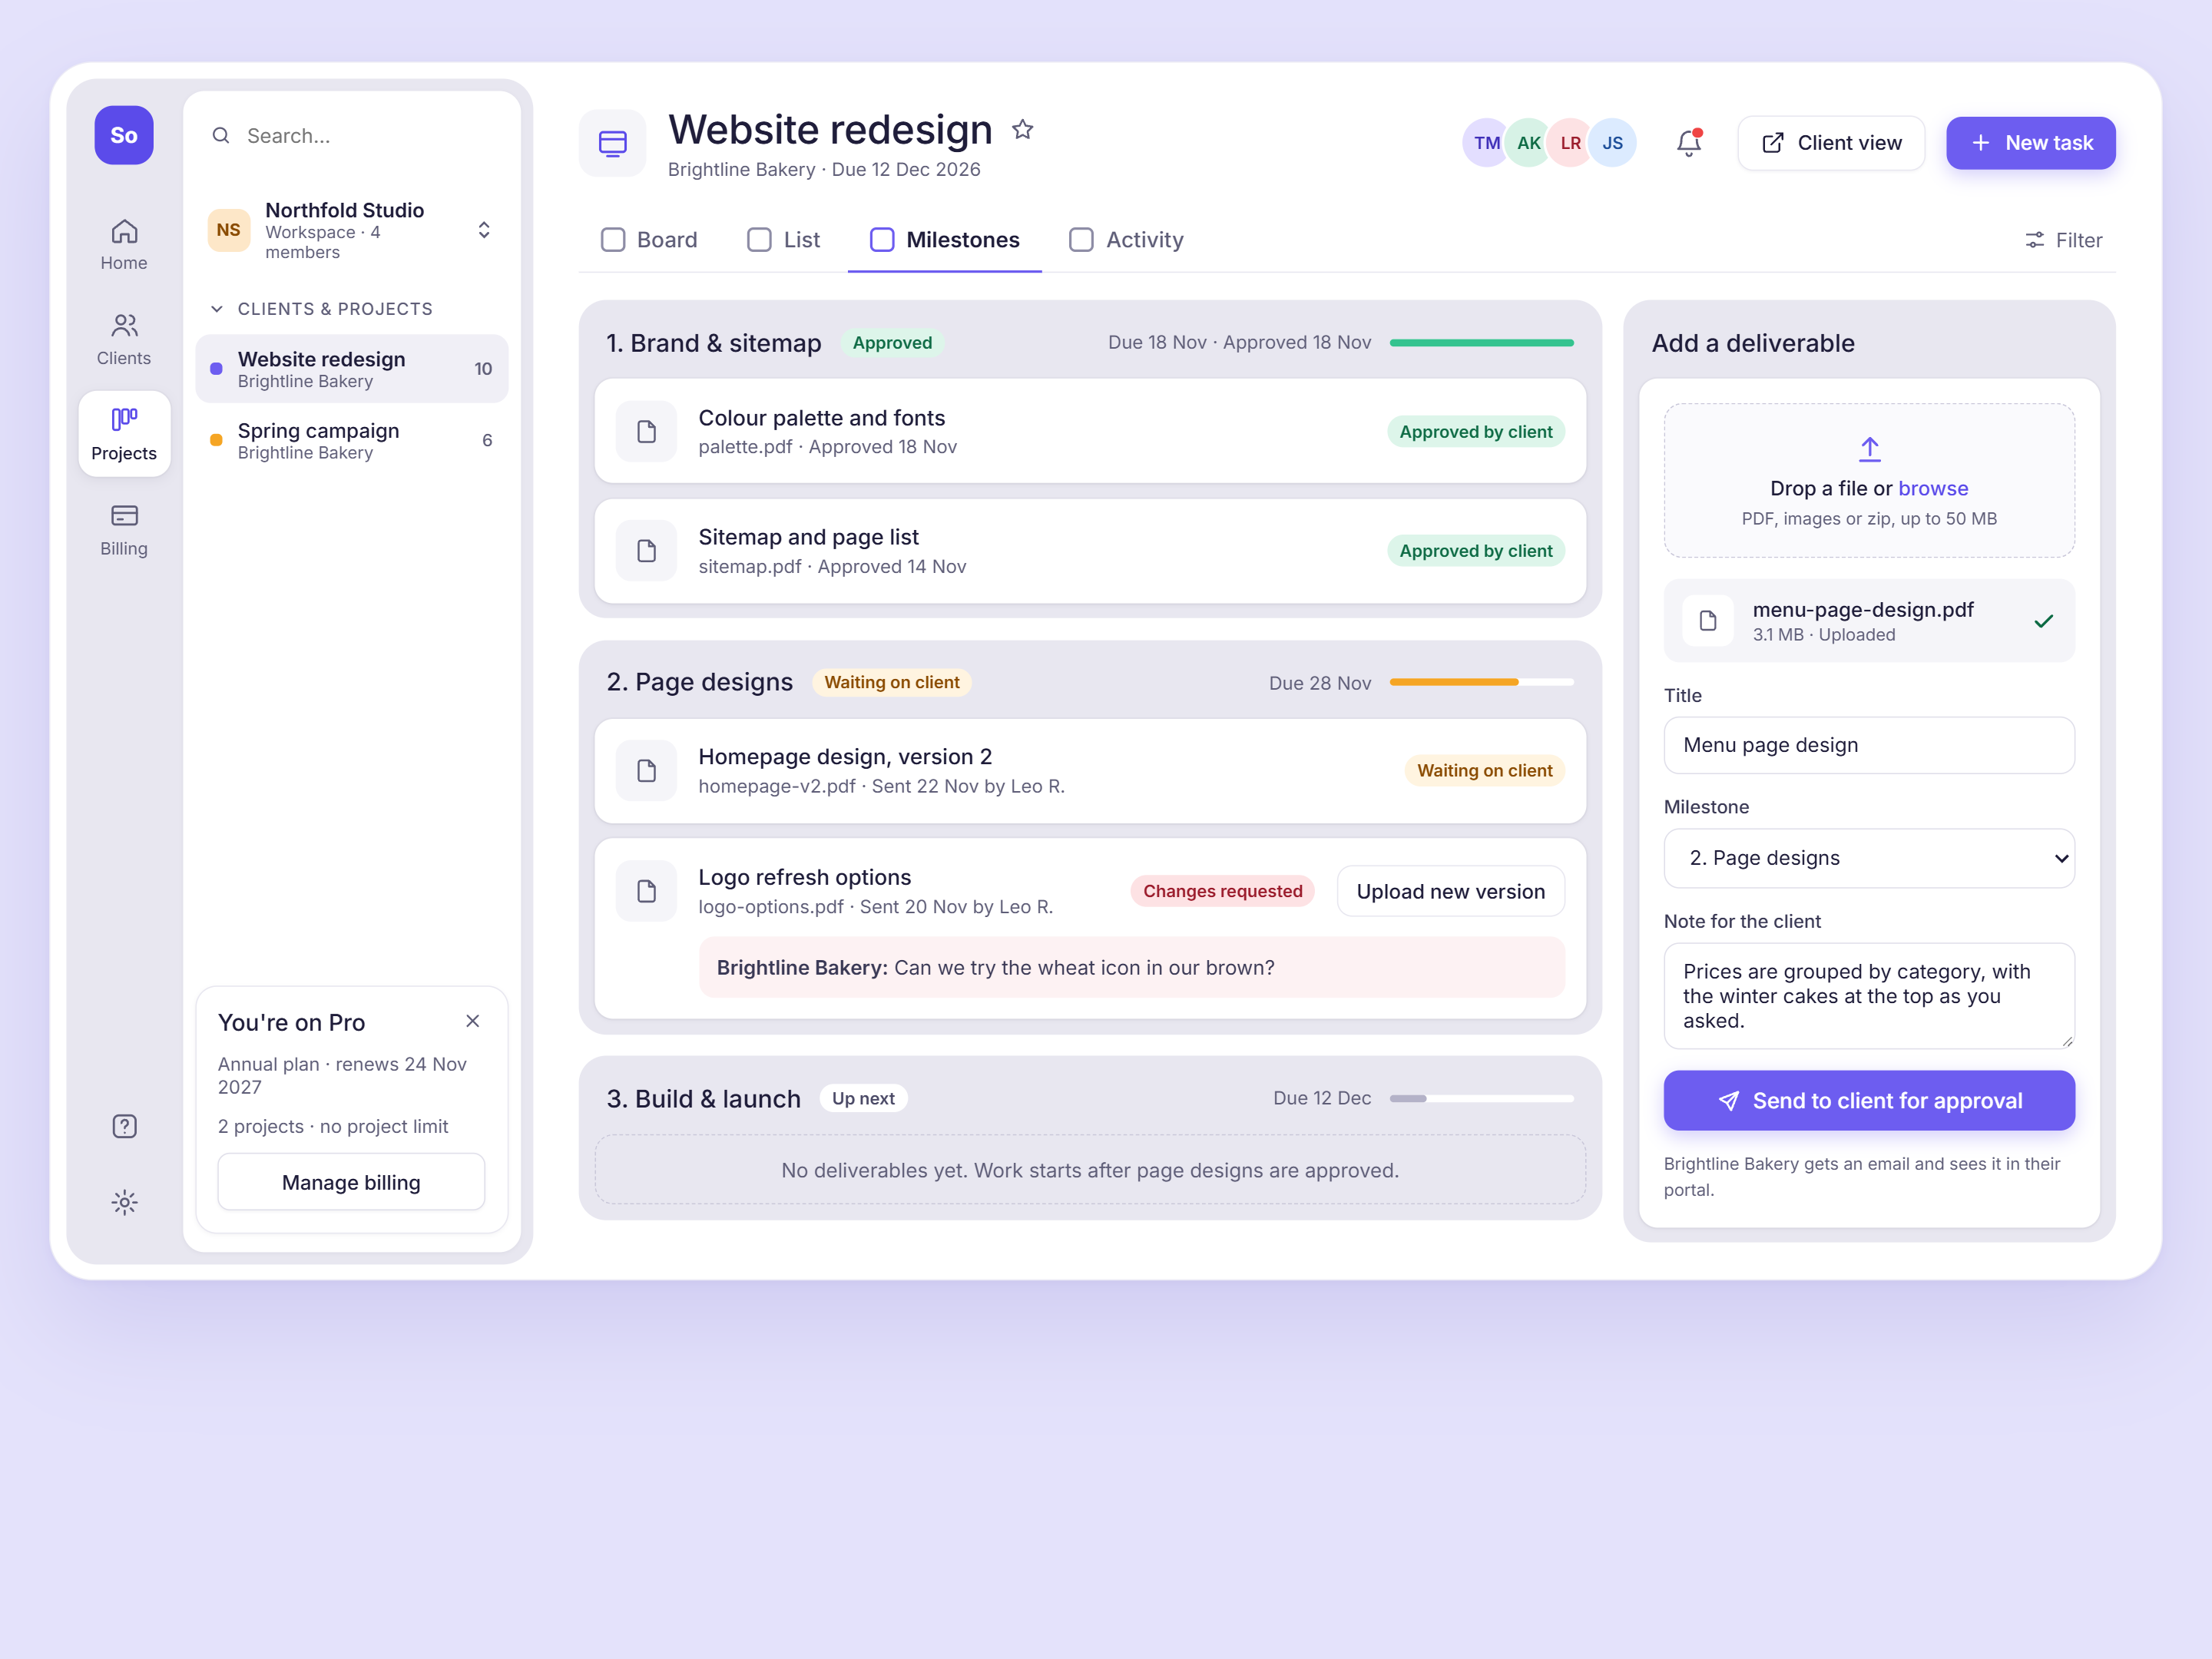 So
Home
Clients
Projects
Billing
Search...
NS
Northfold Studio
Workspace · 4
members
CLIENTS & PROJECTS
Website redesign
Brightline Bakery
10
Spring campaign
Brightline Bakery
6
You're on Pro
Annual plan · renews 24 Nov
2027
2 projects · no project limit
Manage billing
Website redesign
Brightline Bakery · Due 12 Dec 2026
TM AK LR JS
Client view
New task
Board
List
Milestones
Activity
Filter
1. Brand & sitemap
Approved
Due 18 Nov · Approved 18 Nov
Colour palette and fonts
palette.pdf · Approved 18 Nov
Approved by client
Sitemap and page list
sitemap.pdf · Approved 14 Nov
Approved by client
2. Page designs
Waiting on client
Due 28 Nov
Homepage design, version 2
homepage-v2.pdf · Sent 22 Nov by Leo R.
Waiting on client
Logo refresh options
logo-options.pdf · Sent 20 Nov by Leo R.
Changes requested
Upload new version
Brightline Bakery: Can we try the wheat icon in our brown?
3. Build & launch
Up next
Due 12 Dec
No deliverables yet. Work starts after page designs are approved.
Add a deliverable
Drop a file or browse
PDF, images or zip, up to 50 MB
menu-page-design.pdf
3.1 MB · Uploaded
Title
Menu page design
Milestone
2. Page designs
Note for the client
Prices are grouped by category, with
the winter cakes at the top as you
asked.
Send to client for approval
Brightline Bakery gets an email and sees it in their
portal.